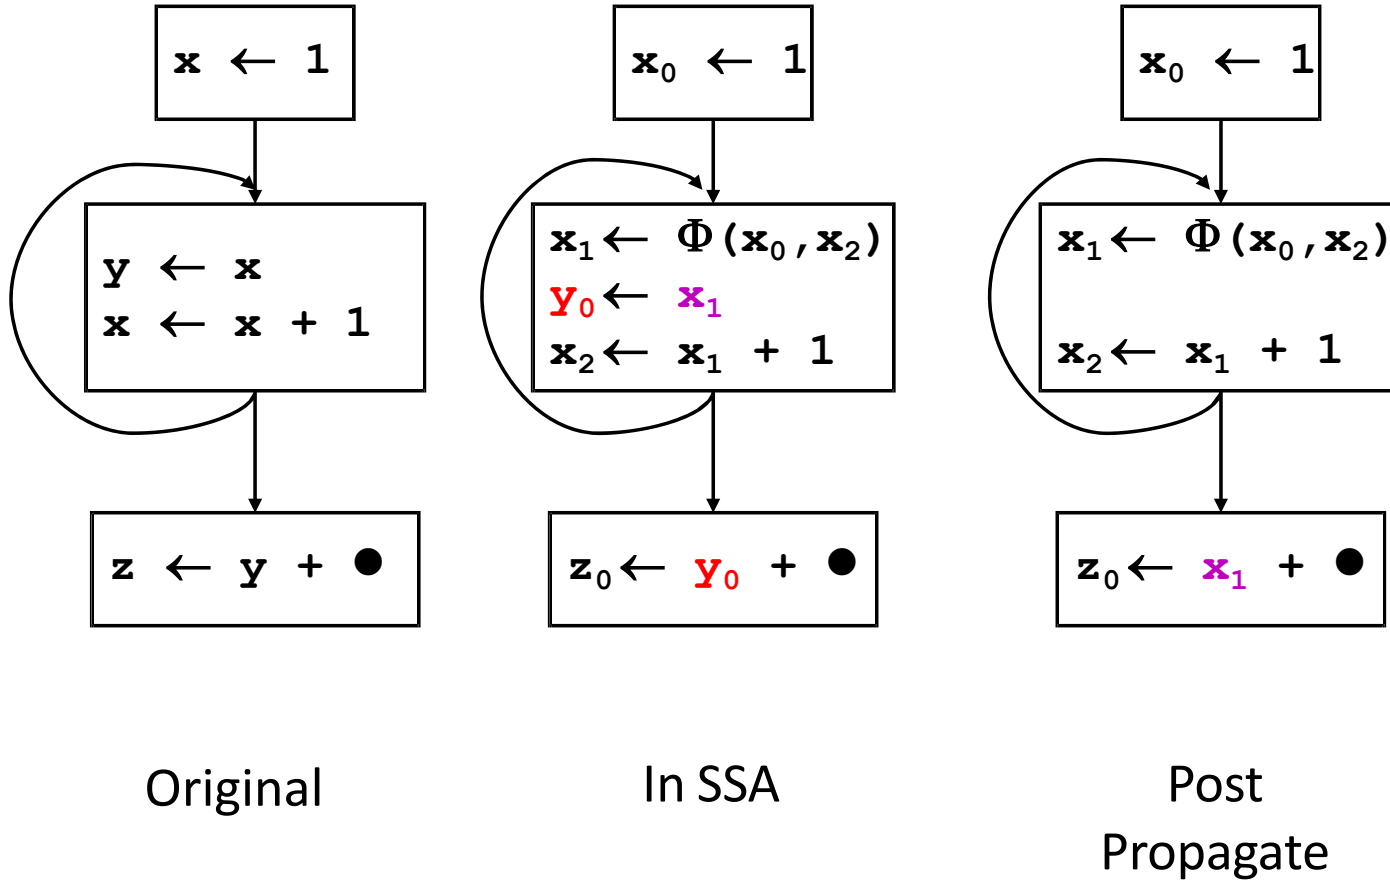 x ← 1
y ← x
x ← x + 1
z ← y + ●
Original
x₀ ← 1
x₁ ← Φ(x₀,x₂)
y₀ ← x₁
x₂ ← x₁ + 1
z₀ ← y₀ + ●
In SSA
x₀ ← 1
x₁ ← Φ(x₀,x₂)
x₂ ← x₁ + 1
z₀ ← x₁ + ●
Post
Propagate